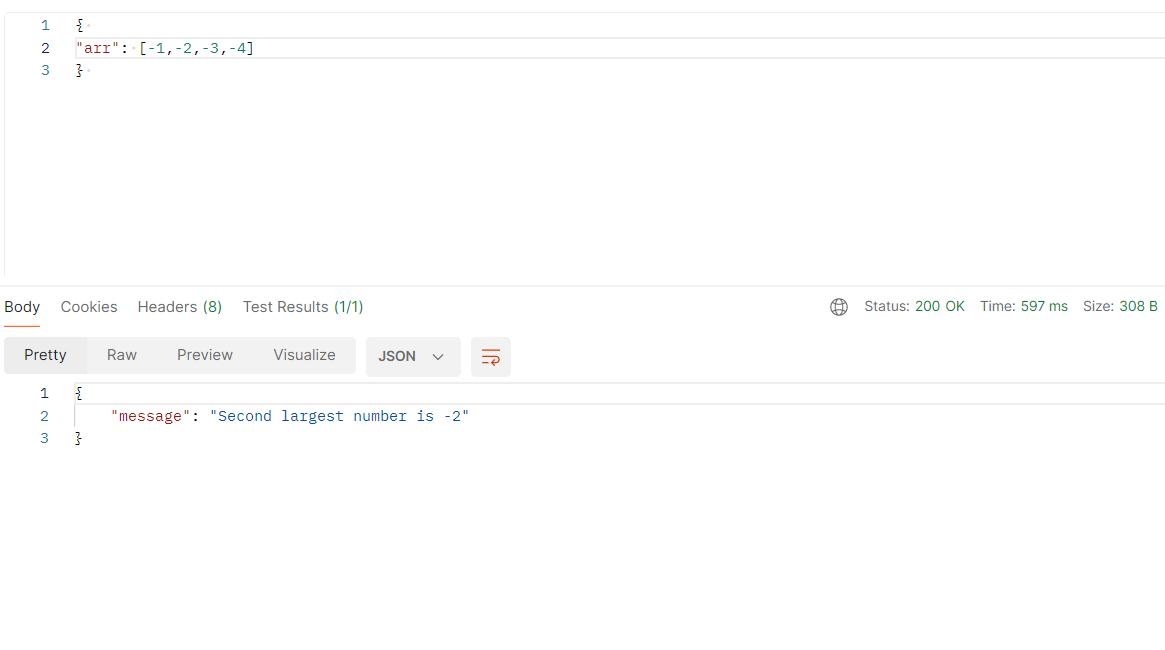 1 {
2 "arr": [-1,-2,-3,-4]
3 }
Body Cookies Headers (8) Test Results (1/1) Status: 200 OK Time: 597 ms Size: 308 B
Pretty Raw Preview Visualize JSON
1 {
2 "message": "Second largest number is -2"
3 }